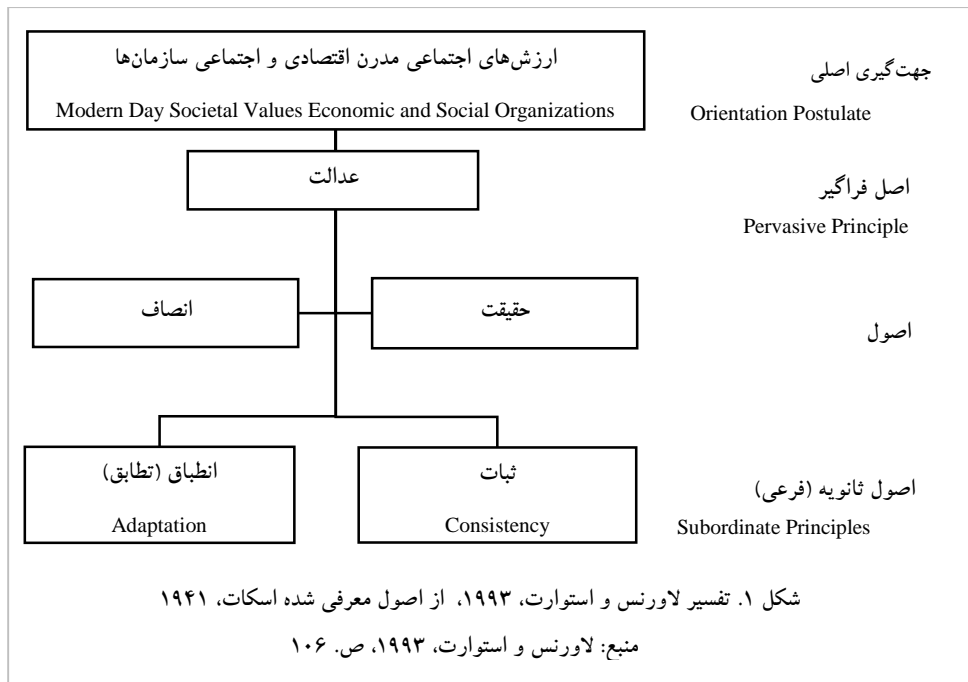 ارزش‌های اجتماعی مدرن اقتصادی و اجتماعی سازمان‌ها
Modern Day Societal Values Economic and Social Organizations
جهت‌گیری اصلی
Orientation Postulate
عدالت
اصل فراگیر
Pervasive Principle
حقیقت
انصاف
اصول
ثبات
Consistency
انطباق (تطابق)
Adaptation
اصول ثانویه (فرعی)
Subordinate Principles
شکل ۱. تفسیر لاورنس و استوارت، ۱۹۹۳، از اصول معرفی شده اسکات، ۱۹۴۱
منبع: لاورنس و استوارت، ۱۹۹۳، ص. ۱۰۶